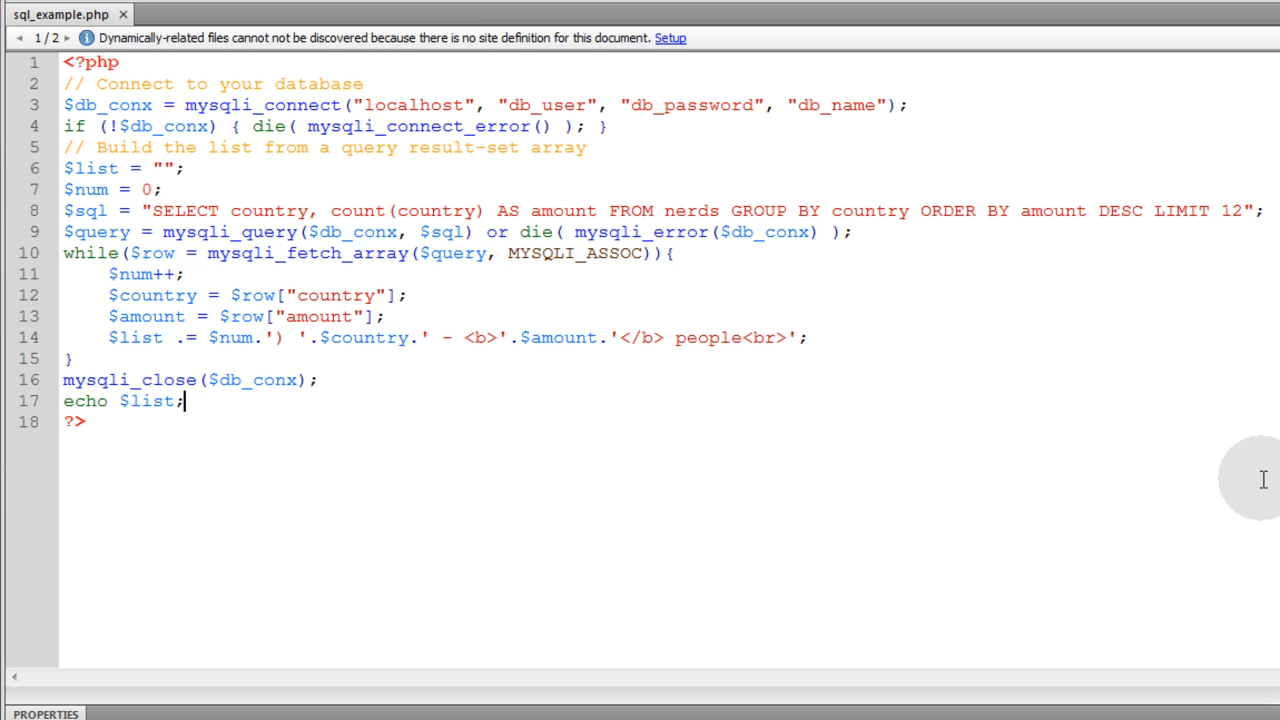 sql_example.php ×
1 / 2 Dynamically-related files cannot not be discovered because there is no site definition for this document. Setup
1 <?php
2 // Connect to your database
3 $db_conx = mysqli_connect("localhost", "db_user", "db_password", "db_name");
4 if (!$db_conx) { die( mysqli_connect_error() ); }
5 // Build the list from a query result-set array
6 $list = "";
7 $num = 0;
8 $sql = "SELECT country, count(country) AS amount FROM nerds GROUP BY country ORDER BY amount DESC LIMIT 12";
9 $query = mysqli_query($db_conx, $sql) or die( mysqli_error($db_conx) );
10 while($row = mysqli_fetch_array($query, MYSQLI_ASSOC)){
11 $num++;
12 $country = $row["country"];
13 $amount = $row["amount"];
14 $list .= $num.') '.$country.' - <b>'.$amount.'</b> people<br>';
15 }
16 mysqli_close($db_conx);
17 echo $list;
18 ?>
PROPERTIES